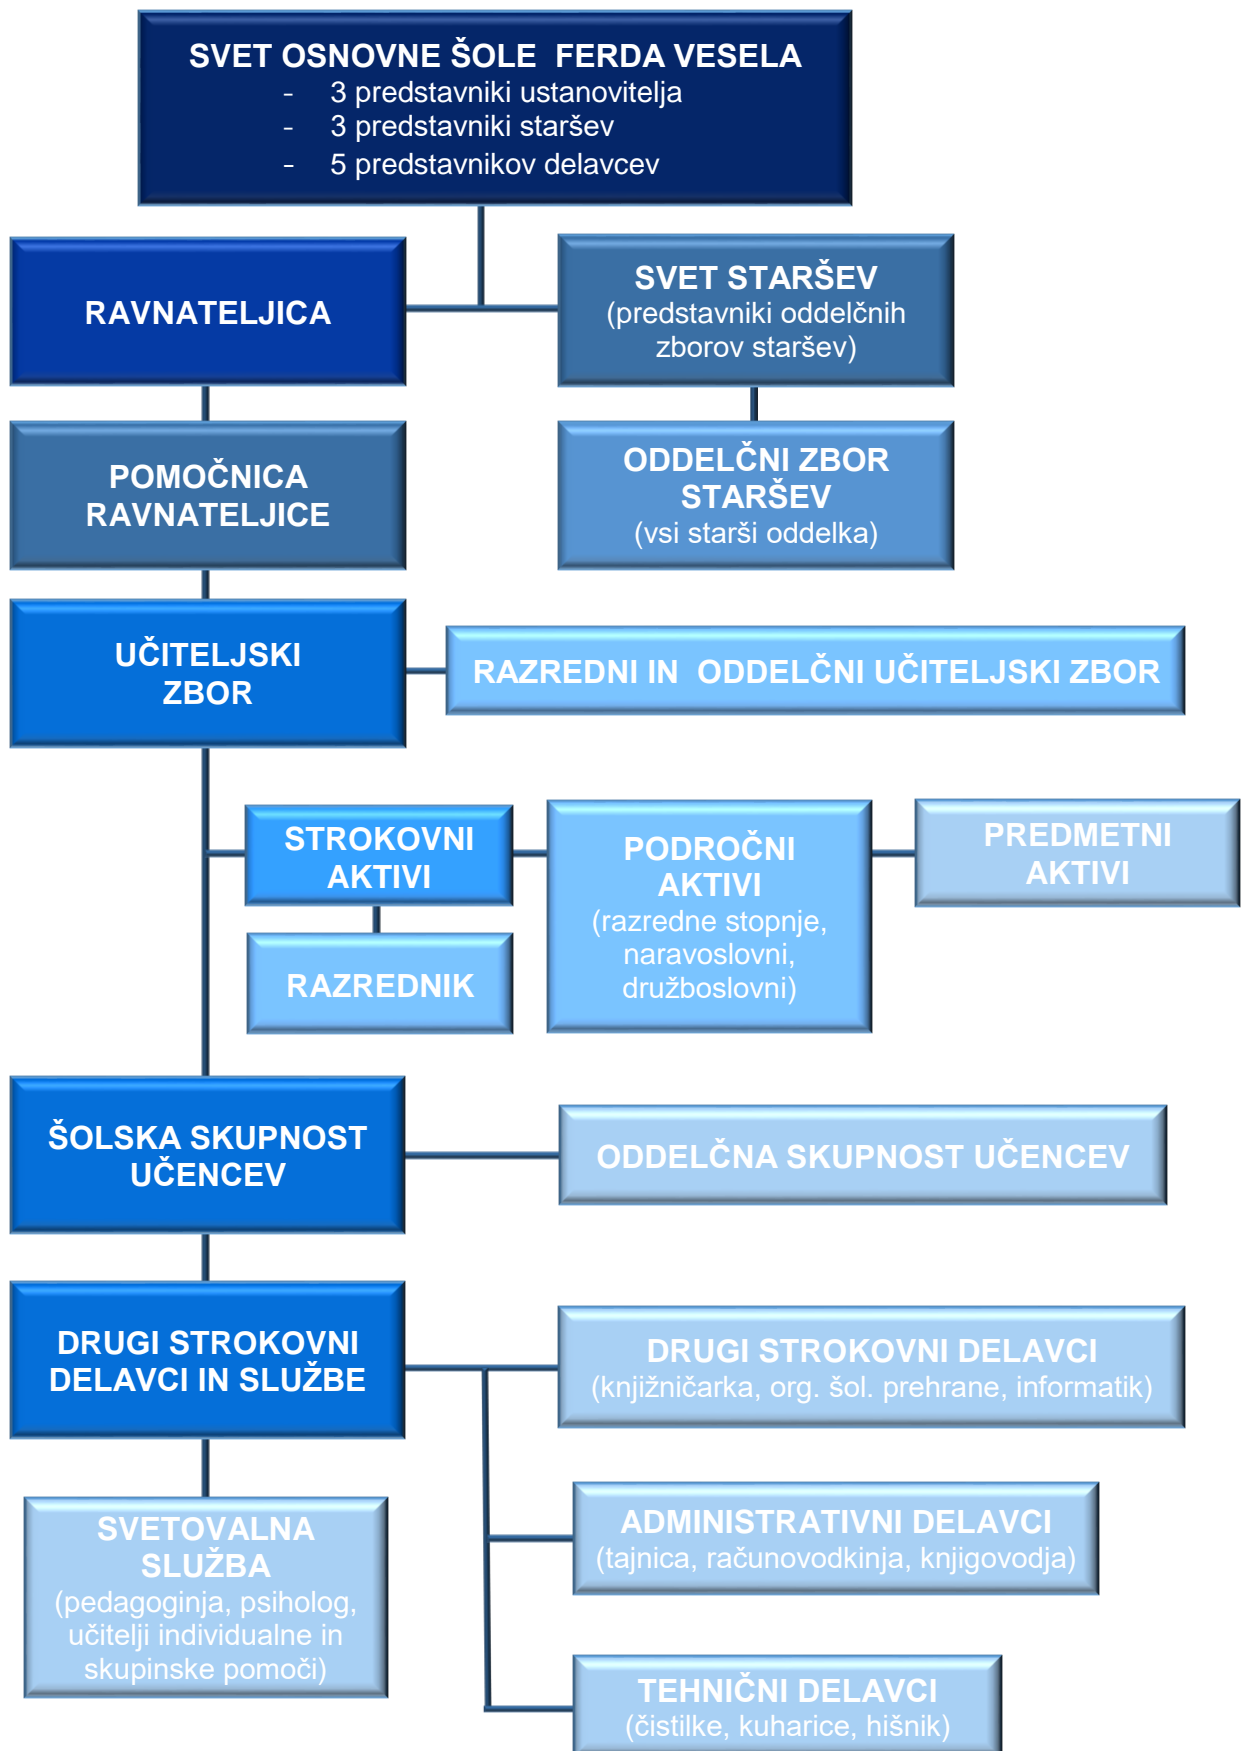 SVET OSNOVNE ŠOLE  FERDA VESELA
- 3 predstavniki ustanovitelja
- 3 predstavniki staršev
- 5 predstavnikov delavcev
RAVNATELJICA
SVET STARŠEV
(predstavniki oddelčnih
zborov staršev)
POMOČNICA
RAVNATELJICE
ODDELČNI ZBOR
STARŠEV
(vsi starši oddelka)
UČITELJSKI
ZBOR
RAZREDNI IN  ODDELČNI UČITELJSKI ZBOR
STROKOVNI
AKTIVI
PODROČNI
AKTIVI
(razredne stopnje,
naravoslovni,
družboslovni)
PREDMETNI
AKTIVI
RAZREDNIK
ŠOLSKA SKUPNOST
UČENCEV
ODDELČNA SKUPNOST UČENCEV
DRUGI STROKOVNI
DELAVCI IN SLUŽBE
DRUGI STROKOVNI DELAVCI
(knjižničarka, org. šol. prehrane, informatik)
SVETOVALNA
SLUŽBA
(pedagoginja, psiholog,
učitelji individualne in
skupinske pomoči)
ADMINISTRATIVNI DELAVCI
(tajnica, računovodkinja, knjigovodja)
TEHNIČNI DELAVCI
(čistilke, kuharice, hišnik)